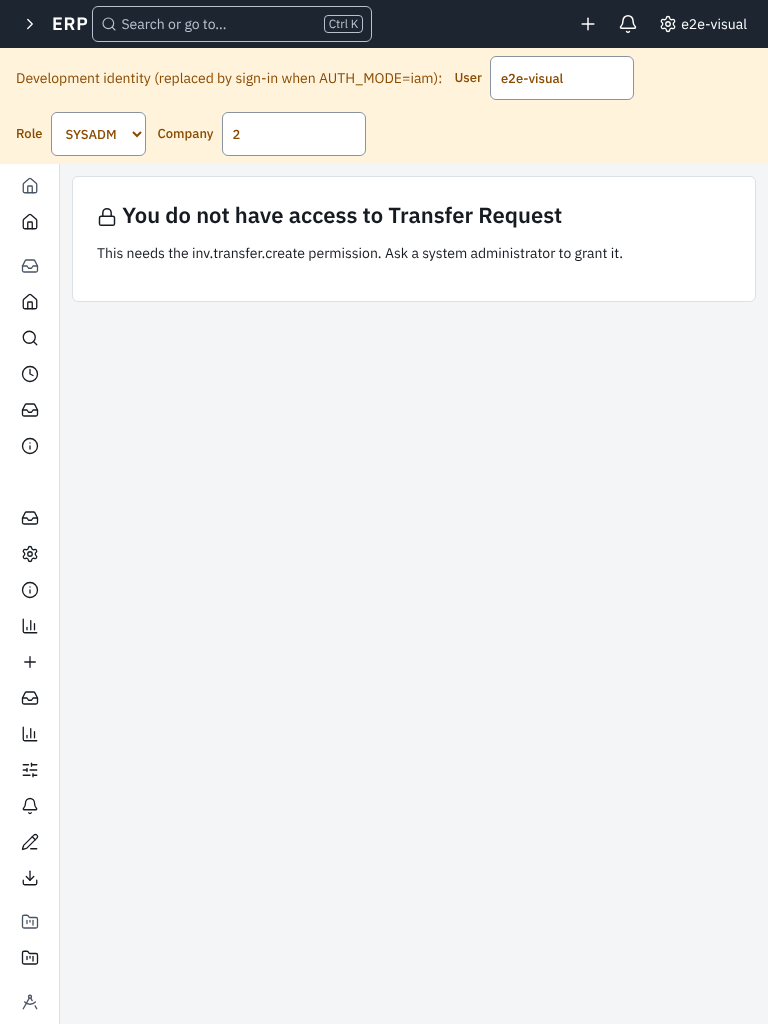 ERP Search or go to... Ctrl K e2e-visual
Development identity (replaced by sign-in when AUTH_MODE=iam): User e2e-visual
Role SYSADM Company 2
You do not have access to Transfer Request
This needs the inv.transfer.create permission. Ask a system administrator to grant it.